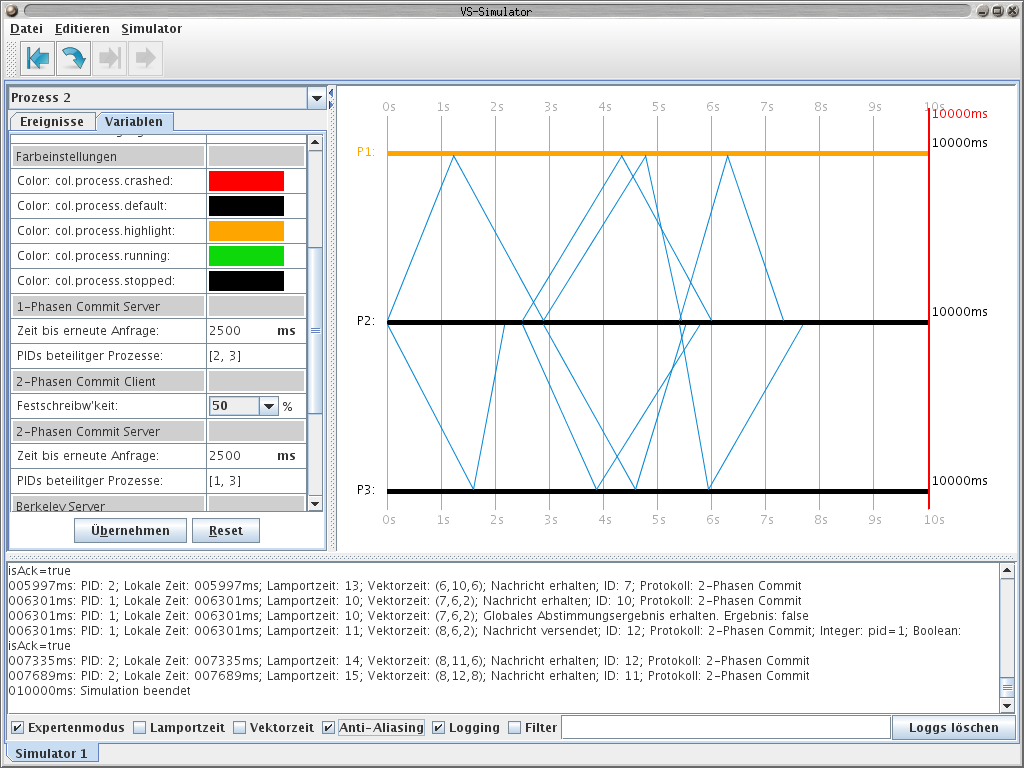 VS-Simulator
Datei Editieren Simulator
Prozess 2
Ereignisse Variablen
Farbeinstellungen
Color: col.process.crashed:
Color: col.process.default:
Color: col.process.highlight:
Color: col.process.running:
Color: col.process.stopped:
1-Phasen Commit Server
Zeit bis erneute Anfrage: 2500 ms
PIDs beteiligter Prozesse: [2, 3]
2-Phasen Commit Client
Festschreibw'keit: 50 %
2-Phasen Commit Server
Zeit bis erneute Anfrage: 2500 ms
PIDs beteiligter Prozesse: [1, 3]
Berkeley Server
Übernehmen Reset
0s 1s 2s 3s 4s 5s 6s 7s 8s 9s 10s
10000ms
10000ms
P1:
10000ms
P2:
10000ms
P3:
0s 1s 2s 3s 4s 5s 6s 7s 8s 9s 10s
isAck=true
005997ms: PID: 2; Lokale Zeit: 005997ms; Lamportzeit: 13; Vektorzeit: (6,10,6); Nachricht erhalten; ID: 7; Protokoll: 2-Phasen Commit
006301ms: PID: 1; Lokale Zeit: 006301ms; Lamportzeit: 10; Vektorzeit: (7,6,2); Nachricht erhalten; ID: 10; Protokoll: 2-Phasen Commit
006301ms: PID: 1; Lokale Zeit: 006301ms; Lamportzeit: 10; Vektorzeit: (7,6,2); Globales Abstimmungsergebnis erhalten. Ergebnis: false
006301ms: PID: 1; Lokale Zeit: 006301ms; Lamportzeit: 11; Vektorzeit: (8,6,2); Nachricht versendet; ID: 12; Protokoll: 2-Phasen Commit; Integer: pid=1; Boolean:
isAck=true
007335ms: PID: 2; Lokale Zeit: 007335ms; Lamportzeit: 14; Vektorzeit: (8,11,6); Nachricht erhalten; ID: 12; Protokoll: 2-Phasen Commit
007689ms: PID: 2; Lokale Zeit: 007689ms; Lamportzeit: 15; Vektorzeit: (8,12,8); Nachricht erhalten; ID: 11; Protokoll: 2-Phasen Commit
010000ms: Simulation beendet
Expertenmodus Lamportzeit Vektorzeit Anti-Aliasing Logging Filter Loggs löschen
Simulator 1